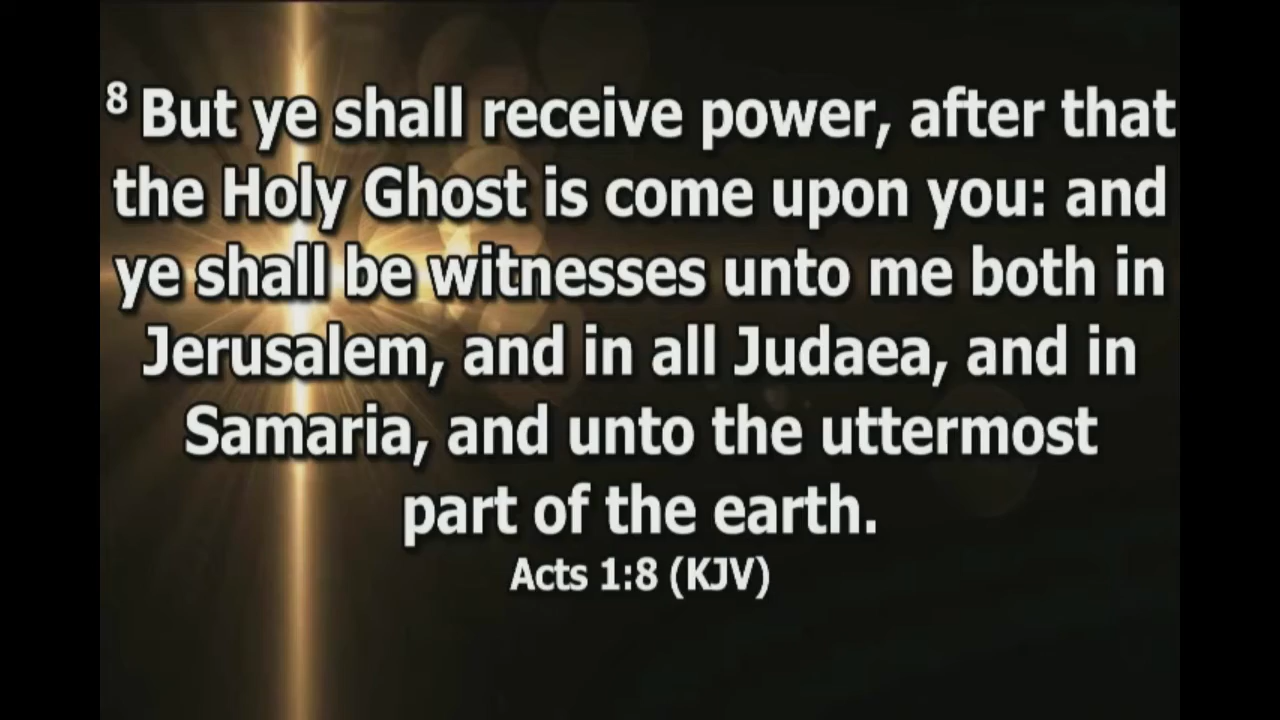 8 But ye shall receive power, after that
the Holy Ghost is come upon you: and
ye shall be witnesses unto me both in
Jerusalem, and in all Judaea, and in
Samaria, and unto the uttermost
part of the earth.
Acts 1:8 (KJV)